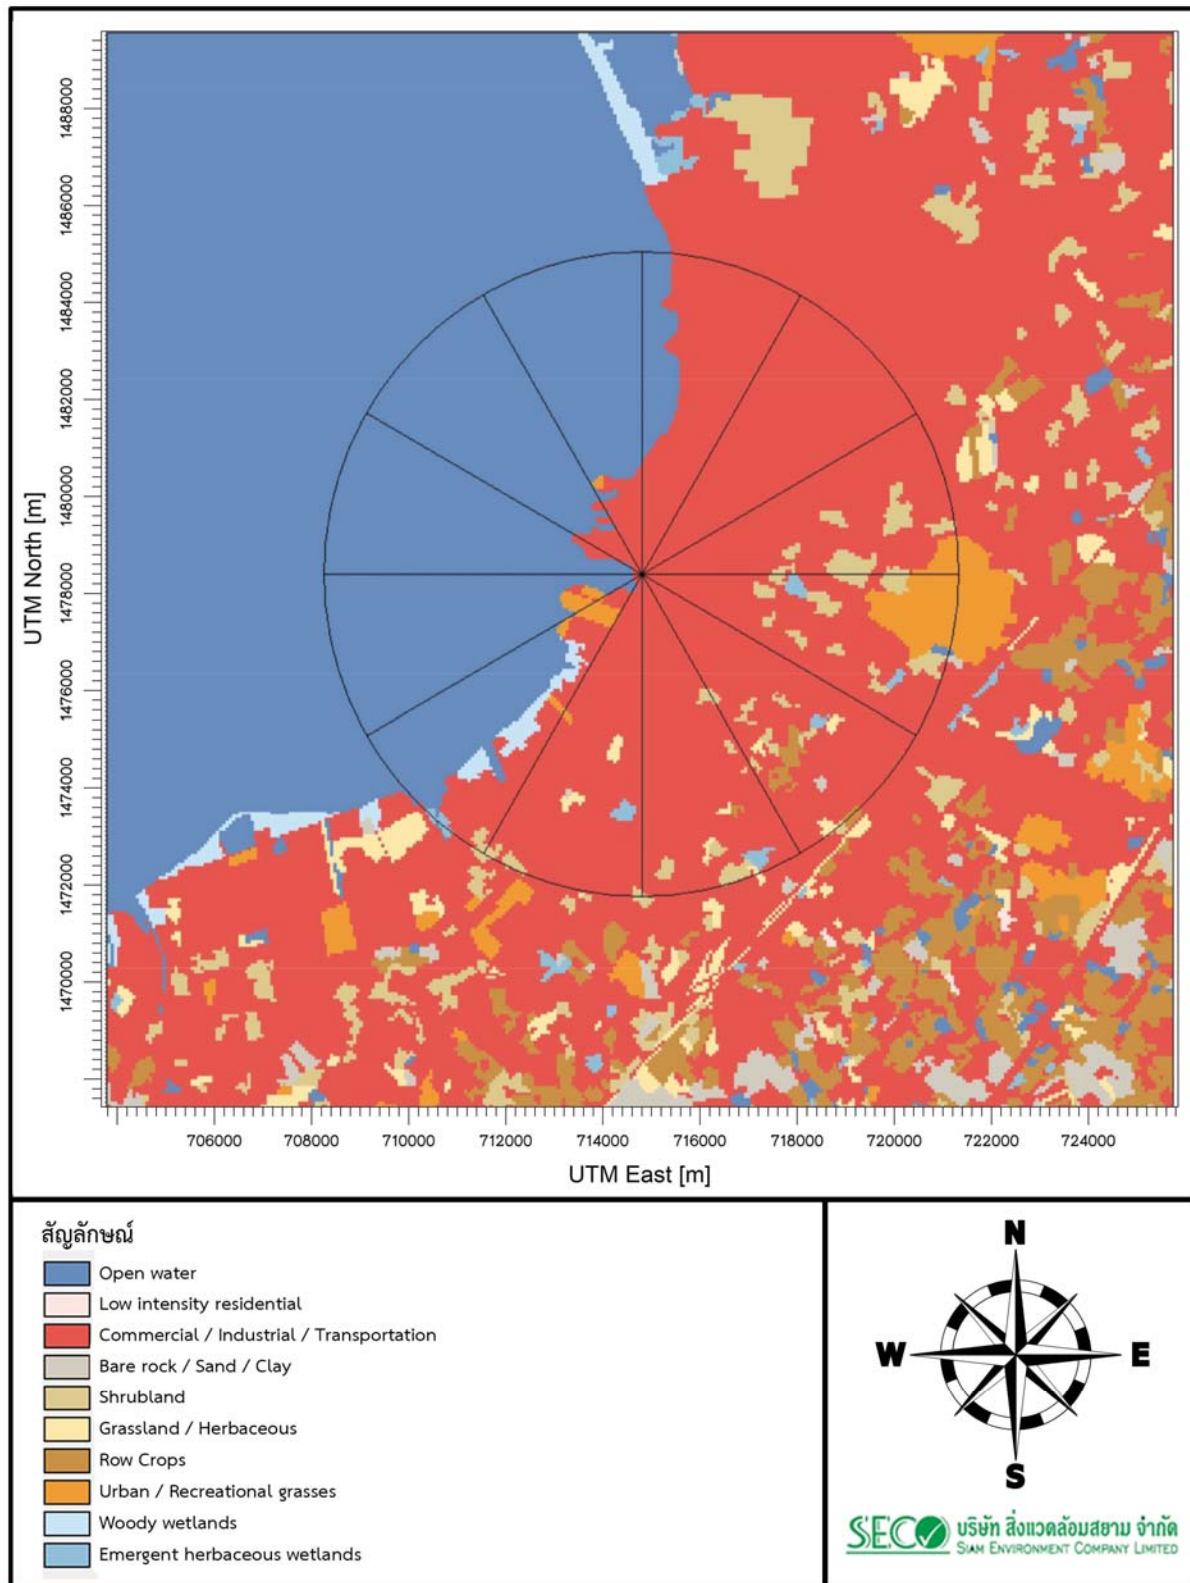 1488000
1486000
1484000
1482000
1480000
1478000
1476000
1474000
1472000
1470000
UTM North [m]
706000 708000 710000 712000 714000 716000 718000 720000 722000 724000
UTM East [m]
สัญลักษณ์
Open water
Low intensity residential
Commercial / Industrial / Transportation
Bare rock / Sand / Clay
Shrubland
Grassland / Herbaceous
Row Crops
Urban / Recreational grasses
Woody wetlands
Emergent herbaceous wetlands
N
W E
S
SECO บริษัท สิ่งแวดล้อมสยาม จำกัด
SIAM ENVIRONMENT COMPANY LIMITED